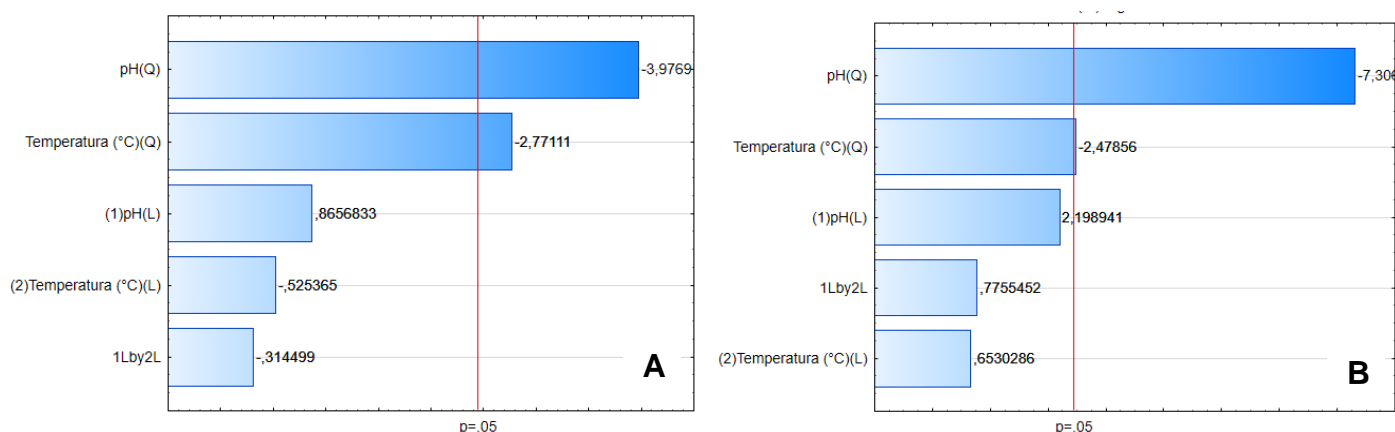 pH(Q)
-3,9769
Temperatura (°C)(Q)
-2,77111
(1)pH(L)
,8656833
(2)Temperatura (°C)(L)
-,525365
1Lby2L
-,314499
A
p=,05
pH(Q)
-7,306
Temperatura (°C)(Q)
-2,47856
(1)pH(L)
2,198941
1Lby2L
,7755452
(2)Temperatura (°C)(L)
,6530286
B
p=,05